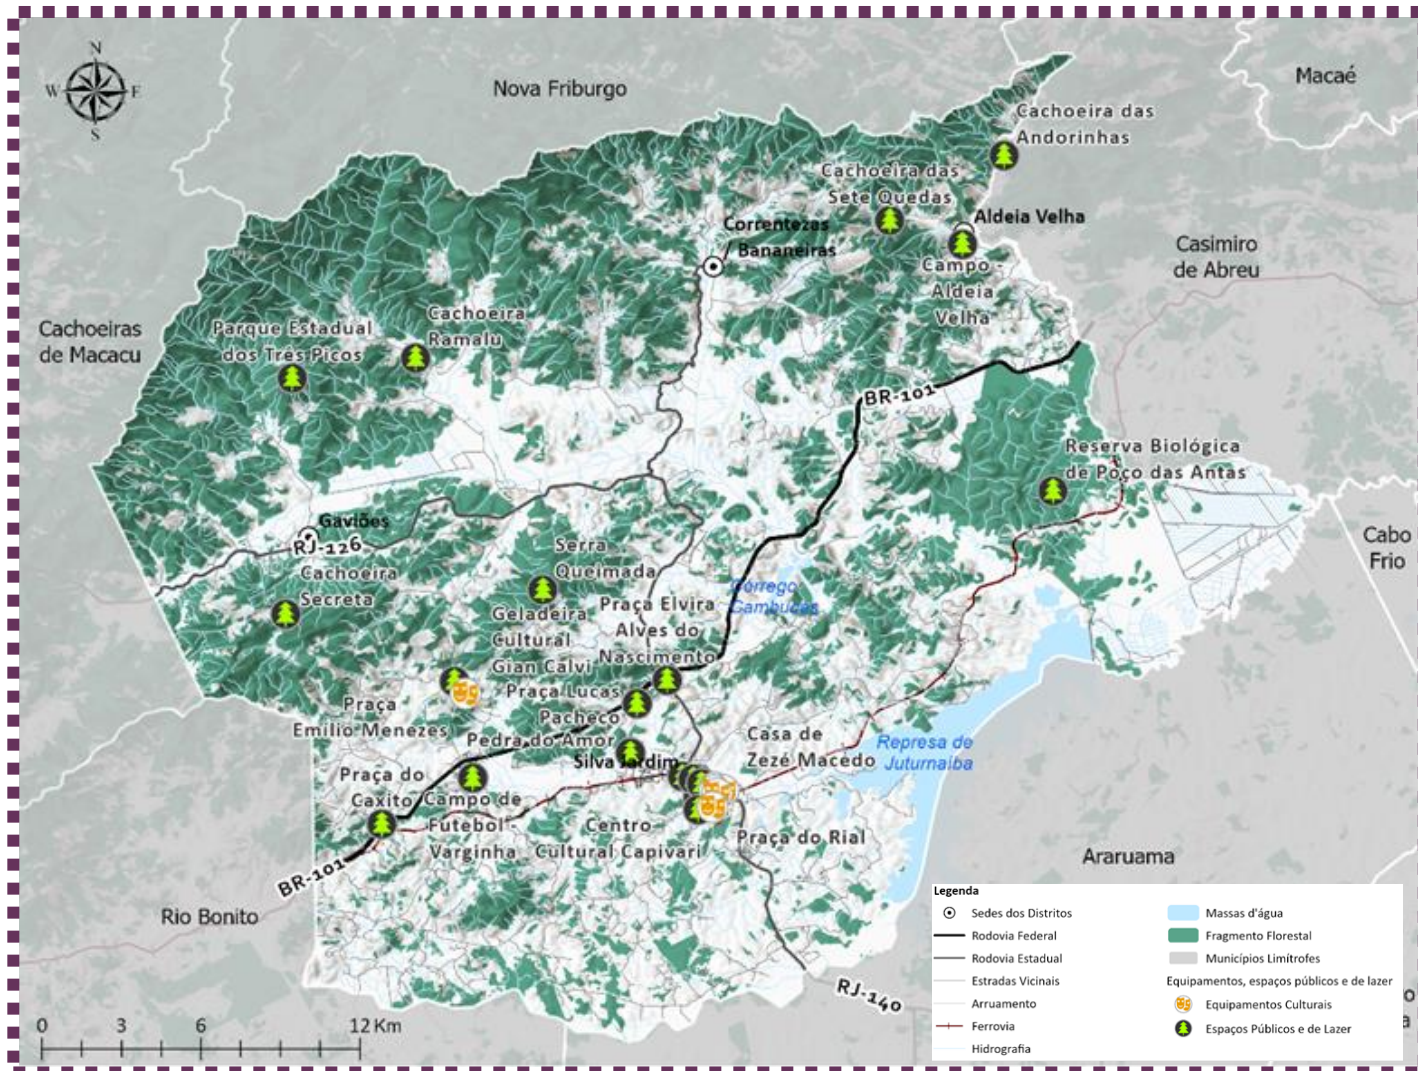 N
W E
S
Nova Friburgo
Macaé
Cachoeira das
Andorinhas
Cachoeira das
Sete Quedas
Aldeia Velha
Correntezas
/ Bananeiras
Casimiro
de Abreu
Campo -
Aldeia
Velha
Cachoeiras
de Macacu
Parque Estadual
dos Três Picos
Cachoeira
Ramalu
BR-101
Reserva Biológica
de Poço das Antas
Gaviões
RJ-126
Cabo
Frio
Cachoeira
Secreta
Serra
Queimada
Córrego
Cambucás
Geladeira
Cultural
Gian Calvi
Praça Elvira
Alves do
Nascimento
Praça
Emílio Menezes
Praça Lucas
Pacheco
Pedra do Amor
Silva Jardim
Casa de
Zezé Macedo
Represa de
Juturnaíba
Praça do
Caxito
Campo de
Futebol -
Varginha
Centro
Cultural Capivari
Praça do Rial
Araruama
BR-101
Rio Bonito
RJ-140
0 3 6 12 Km
Legenda
Sedes dos Distritos
Rodovia Federal
Rodovia Estadual
Estradas Vicinais
Arruamento
Ferrovia
Hidrografia
Massas d'água
Fragmento Florestal
Municípios Limítrofes
Equipamentos, espaços públicos e de lazer
Equipamentos Culturais
Espaços Públicos e de Lazer